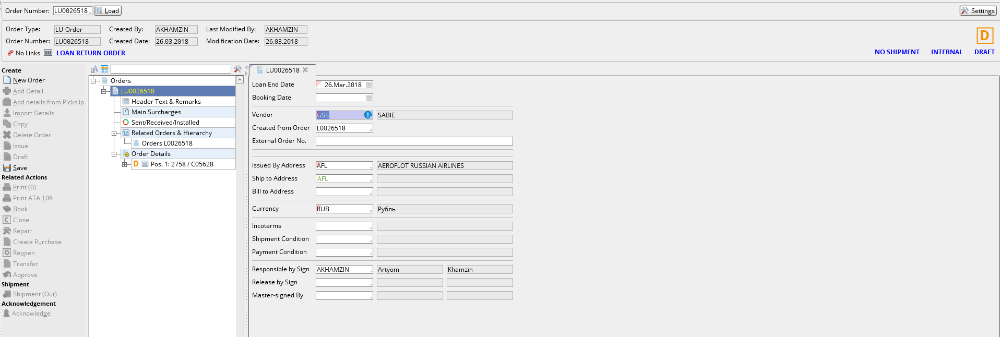 Order Number: LU0026518 Load Settings
Order Type: LU-Order Created By: AKHAMZIN Last Modified By: AKHAMZIN
D
Order Number: LU0026518 Created Date: 26.03.2018 Modification Date: 26.03.2018
No Links LOAN RETURN ORDER NO SHIPMENT INTERNAL DRAFT
Create
New Order
Add Detail
Add details from Pickslip
Import Details
Copy
Delete Order
Issue
Draft
Save
Related Actions
Print (0)
Print ATA 106
Book
Close
Repair
Create Purchase
Reopen
Transfer
Approve
Shipment
Shipment (Out)
Acknowledgement
Acknowledge
Orders
LU0026518
Header Text & Remarks
Main Surcharges
Sent/Received/Installed
Related Orders & Hierarchy
Orders L0026518
Order Details
D Pos. 1: 2758 / C05628
LU0026518
Loan End Date 26.Mar.2018
Booking Date
Vendor GSS SABIE
Created from Order L0026518
External Order No.
Issued By Address AFL AEROFLOT RUSSIAN AIRLINES
Ship to Address AFL
Bill to Address
Currency RUB Рубль
Incoterms
Shipment Condition
Payment Condition
Responsible by Sign AKHAMZIN Artyom Khamzin
Release by Sign
Master-signed By